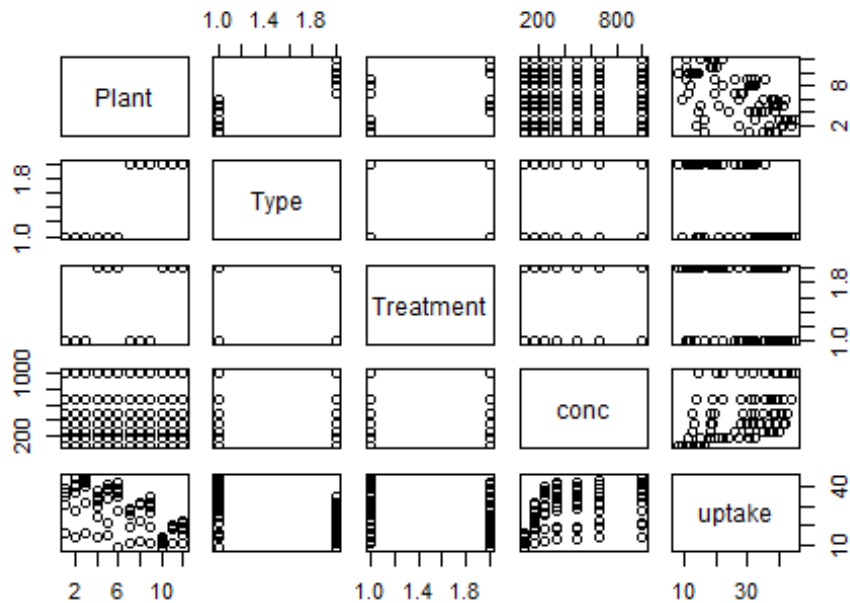 1.0 1.4 1.8 200 800
Plant 2 8
1.0 1.8 Type
Treatment 1.0 1.8
200 1000 conc
uptake 10 40
2 6 10 1.0 1.4 1.8 10 30